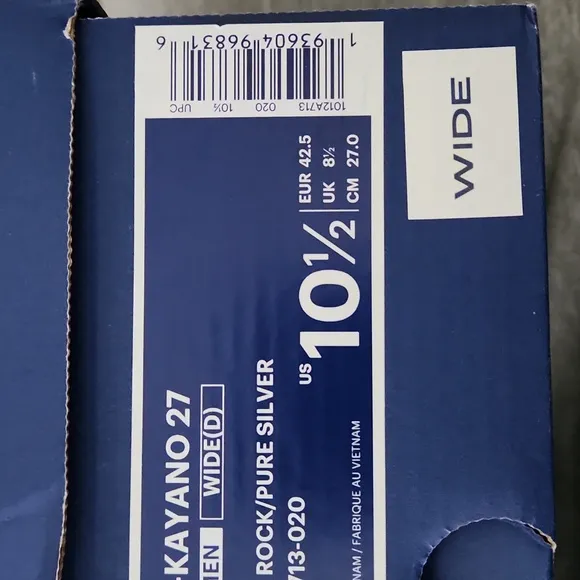 1 93604 96831 6
1012A713 020 10½ UPC
WIDE
-KAYANO 27
MEN WIDE(D)
ROCK/PURE SILVER
713-020
US 10½
EUR 42.5
UK 8½
CM 27.0
NAM / FABRIQUE AU VIETNAM